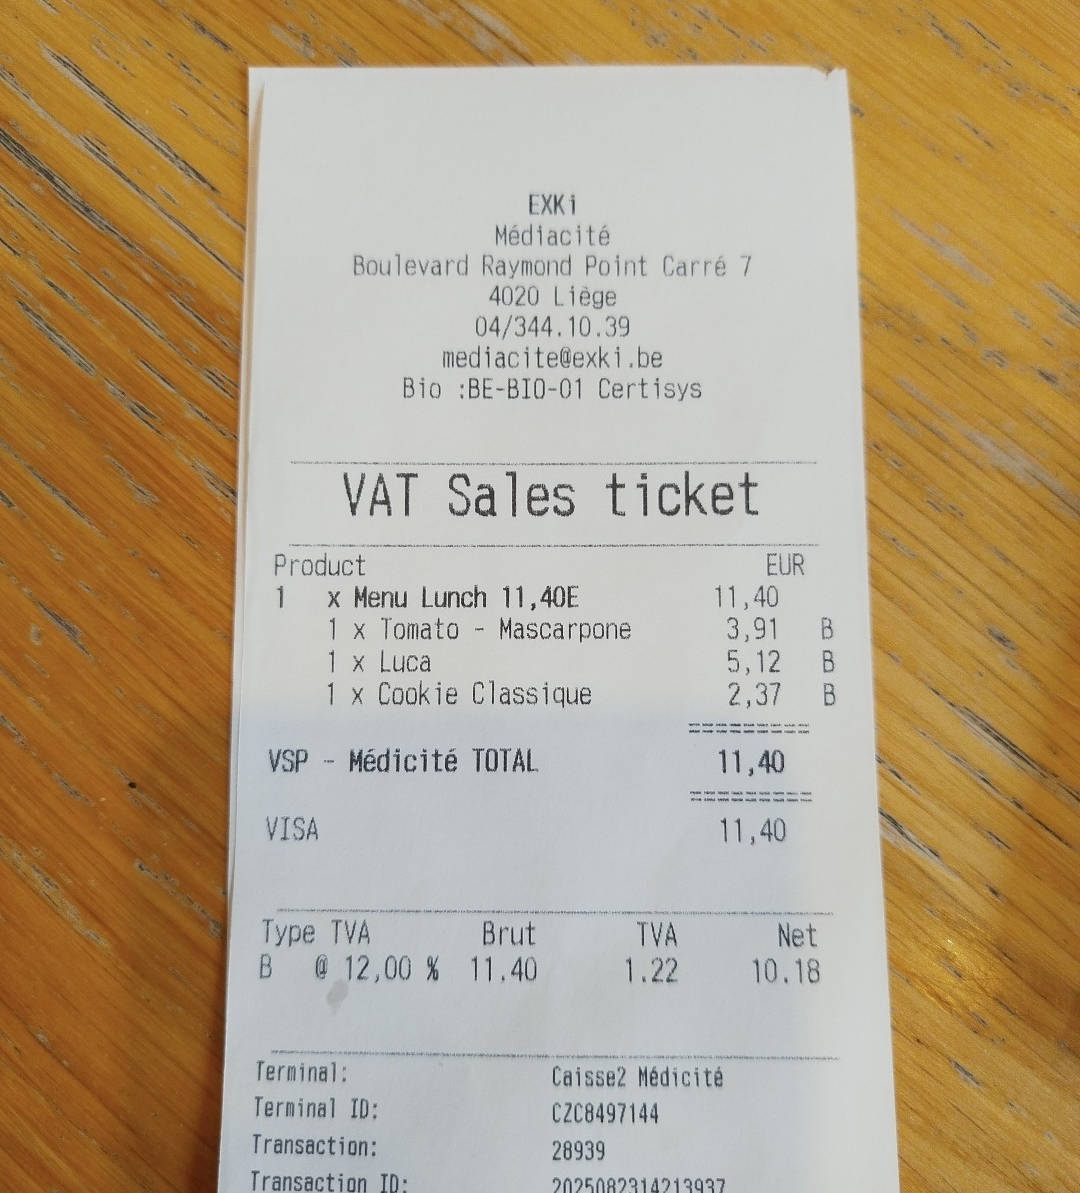 EXKi
Médiacité
Boulevard Raymond Point Carré 7
4020 Liège
04/344.10.39
mediacite@exki.be
Bio :BE-BIO-01 Certisys
VAT Sales ticket
Product EUR
1 x Menu Lunch 11,40E 11,40
1 x Tomato - Mascarpone 3,91 B
1 x Luca 5,12 B
1 x Cookie Classique 2,37 B
VSP - Médicité TOTAL 11,40
VISA 11,40
Type TVA Brut TVA Net
B @ 12,00 % 11.40 1.22 10.18
Terminal: Caisse2 Médicité
Terminal ID: CZC8497144
Transaction: 28939
Transaction ID: 2025082314213937